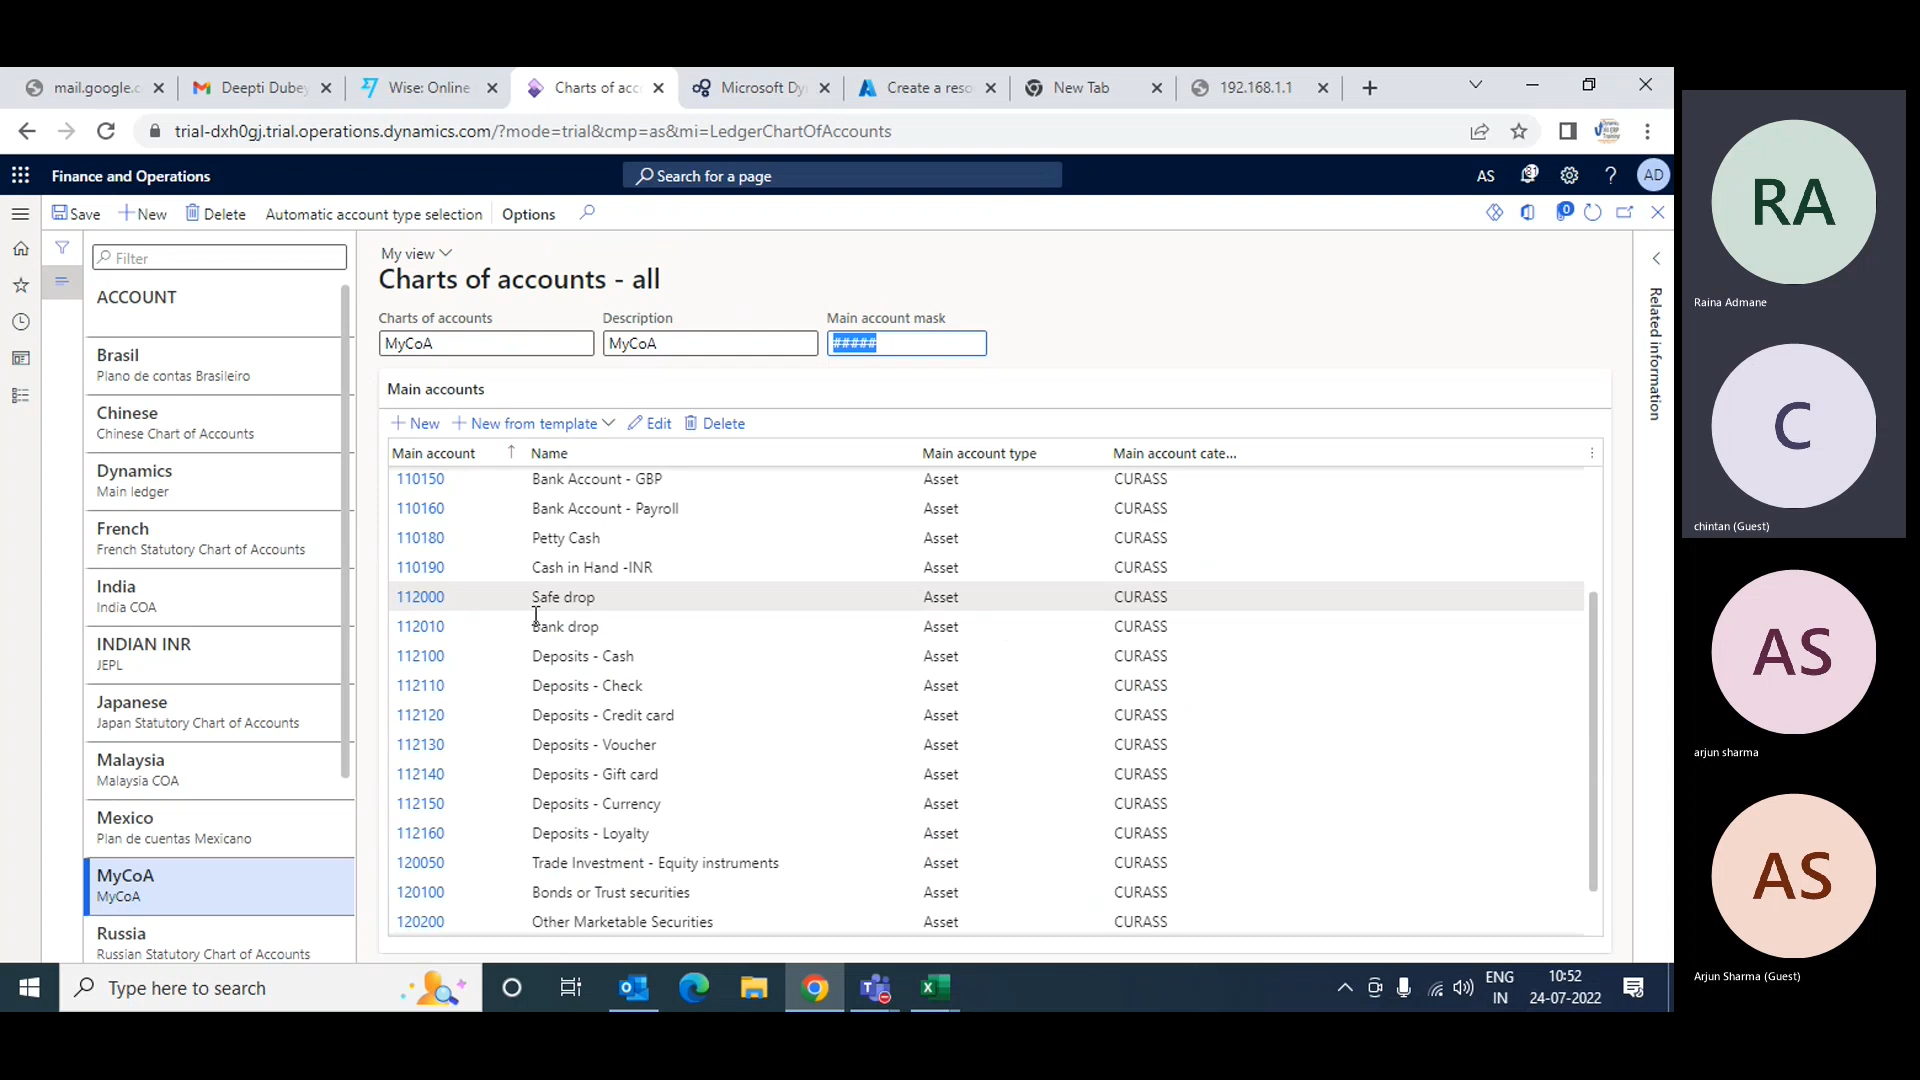 mail.google.c
Deepti Dubey
Wise: Online
Charts of acc
Microsoft Dy
Create a reso
New Tab
192.168.1.1
trial-dxh0gj.trial.operations.dynamics.com/?mode=trial&cmp=as&mi=LedgerChartOfAccounts
Finance and Operations
Search for a page
AS
AD
Save
New
Delete
Automatic account type selection
Options
0
Filter
ACCOUNT
Brasil
Plano de contas Brasileiro
Chinese
Chinese Chart of Accounts
Dynamics
Main ledger
French
French Statutory Chart of Accounts
India
India COA
INDIAN INR
JEPL
Japanese
Japan Statutory Chart of Accounts
Malaysia
Malaysia COA
Mexico
Plan de cuentas Mexicano
MyCoA
MyCoA
Russia
Russian Statutory Chart of Accounts
My view
Charts of accounts - all
Charts of accounts Description Main account mask
MyCoA MyCoA #####
Main accounts
New New from template Edit Delete
Main account Name Main account type Main account cate...
110150 Bank Account - GBP Asset CURASS
110160 Bank Account - Payroll Asset CURASS
110180 Petty Cash Asset CURASS
110190 Cash in Hand -INR Asset CURASS
112000 Safe drop Asset CURASS
112010 Bank drop Asset CURASS
112100 Deposits - Cash Asset CURASS
112110 Deposits - Check Asset CURASS
112120 Deposits - Credit card Asset CURASS
112130 Deposits - Voucher Asset CURASS
112140 Deposits - Gift card Asset CURASS
112150 Deposits - Currency Asset CURASS
112160 Deposits - Loyalty Asset CURASS
120050 Trade Investment - Equity instruments Asset CURASS
120100 Bonds or Trust securities Asset CURASS
120200 Other Marketable Securities Asset CURASS
Related information
RA
Raina Admane
C
chintan (Guest)
AS
arjun sharma
AS
Arjun Sharma (Guest)
Type here to search
ENG
IN
10:52
24-07-2022